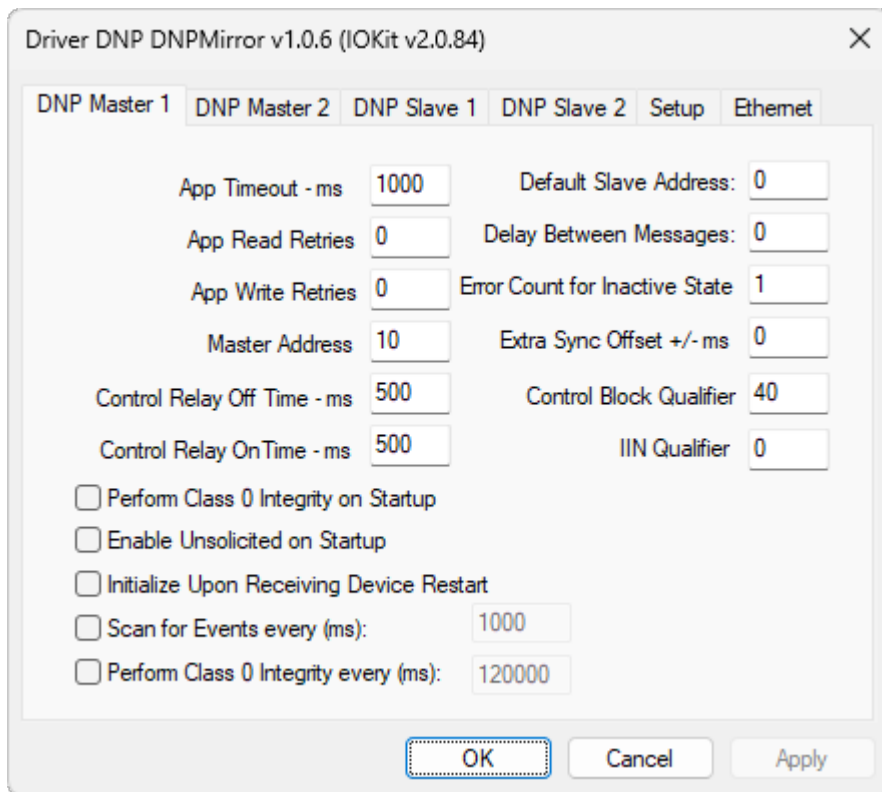 Driver DNP DNPMirror v1.0.6 (IOKit v2.0.84)
DNP Master 1 DNP Master 2 DNP Slave 1 DNP Slave 2 Setup Ethernet
App Timeout - ms 1000 Default Slave Address: 0
App Read Retries 0 Delay Between Messages: 0
App Write Retries 0 Error Count for Inactive State 1
Master Address 10 Extra Sync Offset +/- ms 0
Control Relay Off Time - ms 500 Control Block Qualifier 40
Control Relay On Time - ms 500 IIN Qualifier 0
Perform Class 0 Integrity on Startup
Enable Unsolicited on Startup
Initialize Upon Receiving Device Restart
Scan for Events every (ms): 1000
Perform Class 0 Integrity every (ms): 120000
OK Cancel Apply